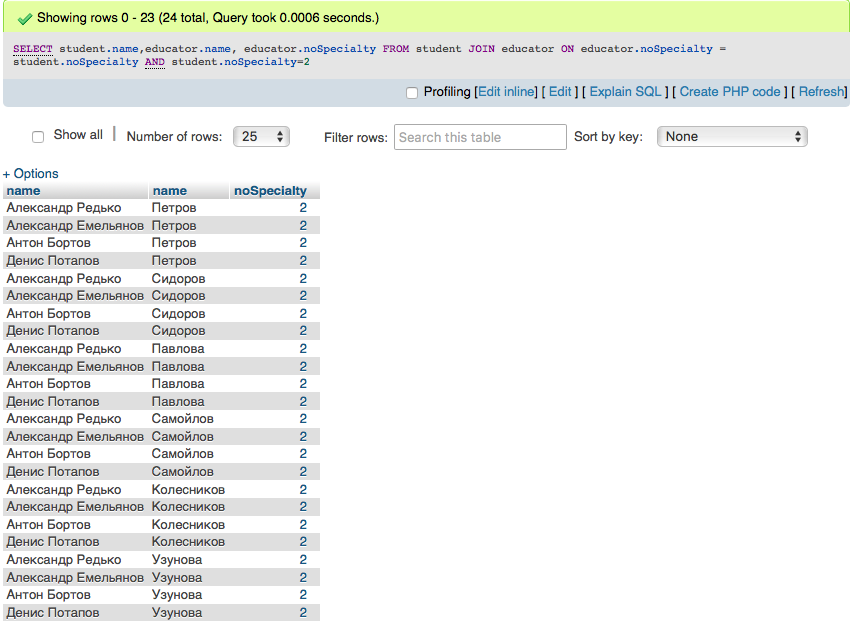 Showing rows 0 - 23 (24 total, Query took 0.0006 seconds.)
SELECT student.name,educator.name, educator.noSpecialty FROM student JOIN educator ON educator.noSpecialty =
student.noSpecialty AND student.noSpecialty=2
Profiling [Edit inline] [ Edit ] [ Explain SQL ] [ Create PHP code ] [ Refresh]
Show all | Number of rows: 25 Filter rows: Search this table Sort by key: None
+ Options
name name noSpecialty
Александр Редько Петров 2
Александр Емельянов Петров 2
Антон Бортов Петров 2
Денис Потапов Петров 2
Александр Редько Сидоров 2
Александр Емельянов Сидоров 2
Антон Бортов Сидоров 2
Денис Потапов Сидоров 2
Александр Редько Павлова 2
Александр Емельянов Павлова 2
Антон Бортов Павлова 2
Денис Потапов Павлова 2
Александр Редько Самойлов 2
Александр Емельянов Самойлов 2
Антон Бортов Самойлов 2
Денис Потапов Самойлов 2
Александр Редько Колесников 2
Александр Емельянов Колесников 2
Антон Бортов Колесников 2
Денис Потапов Колесников 2
Александр Редько Узунова 2
Александр Емельянов Узунова 2
Антон Бортов Узунова 2
Денис Потапов Узунова 2